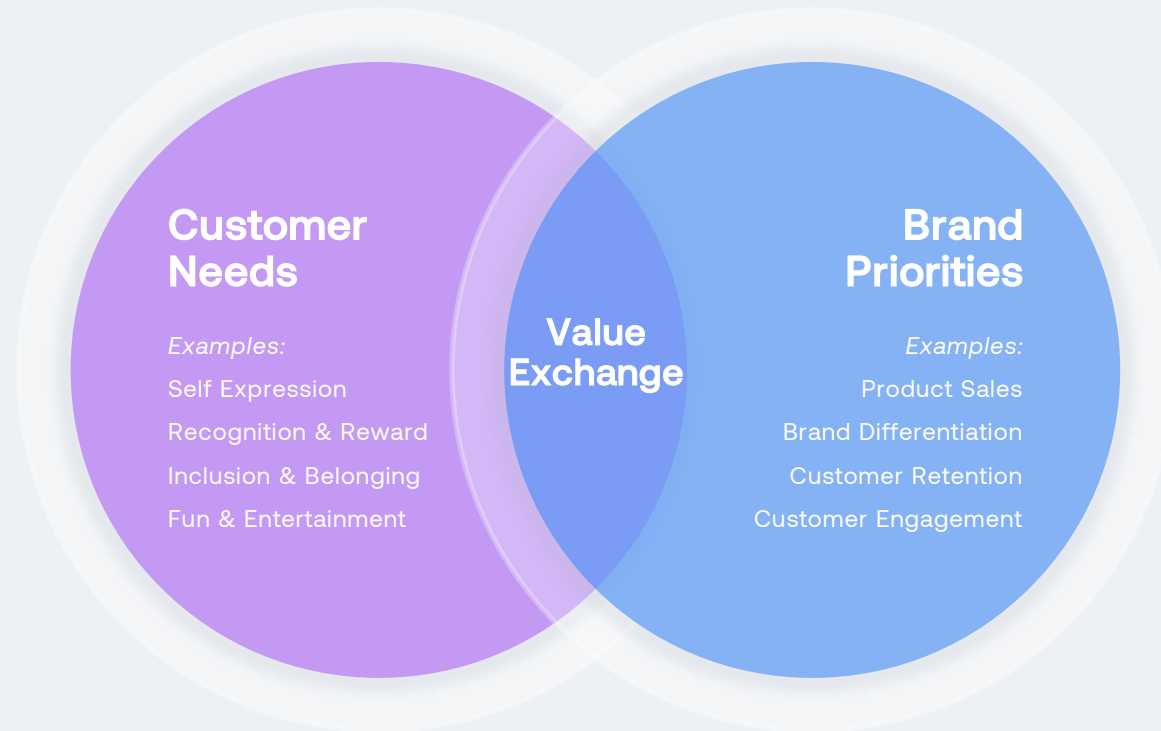 Customer
Needs
Examples:
Self Expression
Recognition & Reward
Inclusion & Belonging
Fun & Entertainment
Value
Exchange
Brand
Priorities
Examples:
Product Sales
Brand Differentiation
Customer Retention
Customer Engagement